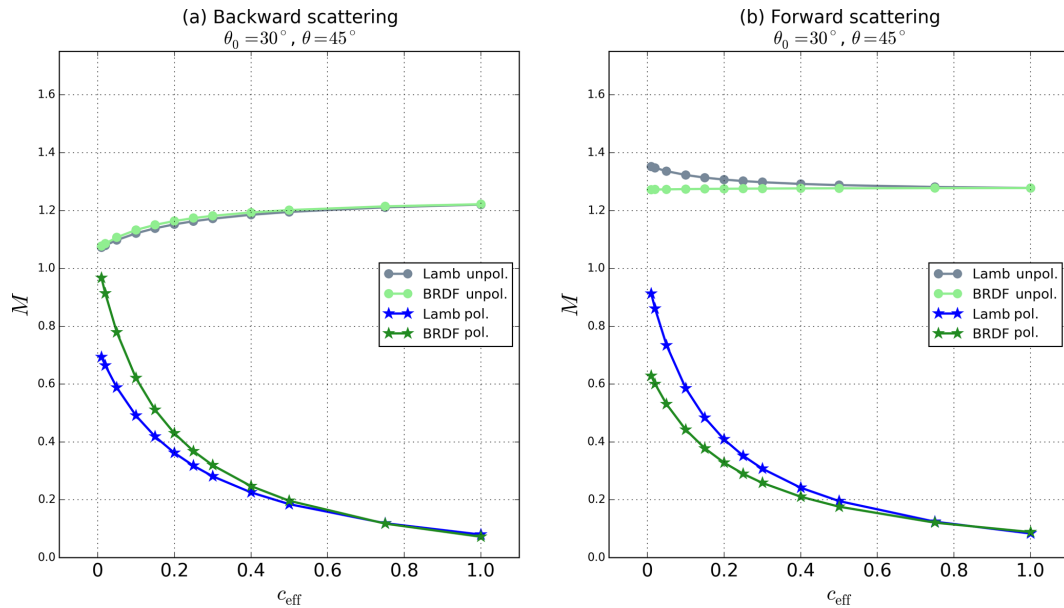 (a) Backward scattering
θ₀ =30°, θ=45°
1.6
1.4
1.2
1.0
0.8
0.6
0.4
0.2
0.0
M
Lamb unpol.
BRDF unpol.
Lamb pol.
BRDF pol.
0 0.2 0.4 0.6 0.8 1.0
c_eff
(b) Forward scattering
θ₀ =30°, θ=45°
1.6
1.4
1.2
1.0
0.8
0.6
0.4
0.2
0.0
M
Lamb unpol.
BRDF unpol.
Lamb pol.
BRDF pol.
0 0.2 0.4 0.6 0.8 1.0
c_eff